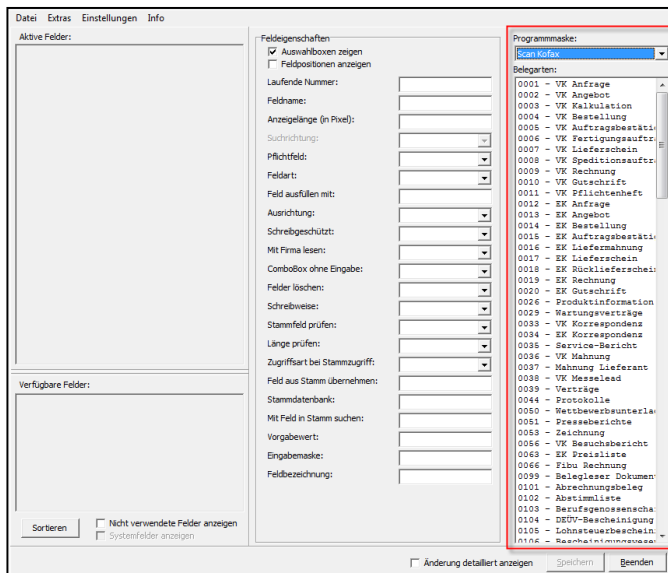 Datei Extras Einstellungen Info
Aktive Felder:
Verfügbare Felder:
Sortieren
Nicht verwendete Felder anzeigen
Systemfelder anzeigen
Feldeigenschaften
Auswahlboxen zeigen
Feldpositionen anzeigen
Laufende Nummer:
Feldname:
Anzeigelänge (in Pixel):
Suchrichtung:
Pflichtfeld:
Feldart:
Feld ausfüllen mit:
Ausrichtung:
Schreibgeschützt:
Mit Firma lesen:
ComboBox ohne Eingabe:
Felder löschen:
Schreibweise:
Stammfeld prüfen:
Länge prüfen:
Zugriffsart bei Stammzugriff:
Feld aus Stamm übernehmen:
Stammdatenbank:
Mit Feld in Stamm suchen:
Vorgabewert:
Eingabemaske:
Feldbezeichnung:
Programmmaske:
Scan Kofax
Belegarten:
0001 - VK Anfrage
0002 - VK Angebot
0003 - VK Kalkulation
0004 - VK Bestellung
0005 - VK Auftragsbestätic
0006 - VK Fertigungsauftra
0007 - VK Lieferschein
0008 - VK Speditionsauftra
0009 - VK Rechnung
0010 - VK Gutschrift
0011 - VK Pflichtenheft
0012 - EK Anfrage
0013 - EK Angebot
0014 - EK Bestellung
0015 - EK Auftragsbestätic
0016 - EK Liefermahnung
0017 - EK Lieferschein
0018 - EK Rücklieferschei
0019 - EK Rechnung
0020 - EK Gutschrift
0026 - Produktinformation
0029 - Wartungsverträge
0033 - VK Korrespondenz
0034 - EK Korrespondenz
0035 - Service-Bericht
0036 - VK Mahnung
0037 - Mahnung Lieferant
0038 - VK Messelead
0039 - Verträge
0044 - Protokolle
0050 - Wettbewerbsunterla
0051 - Presseberichte
0053 - Zeichnung
0056 - VK Besuchsbericht
0063 - EK Preisliste
0066 - Fibu Rechnung
0099 - Belegloser Dokumen
0101 - Abrechnungsbeleg
0102 - Abstimmliste
0103 - Berufsgenossenscha
0104 - DEÜV-Bescheinigung
0105 - Lohnsteuerbeschein
0106 - Bescheinigungswese
Änderung detailliert anzeigen
Speichern
Beenden